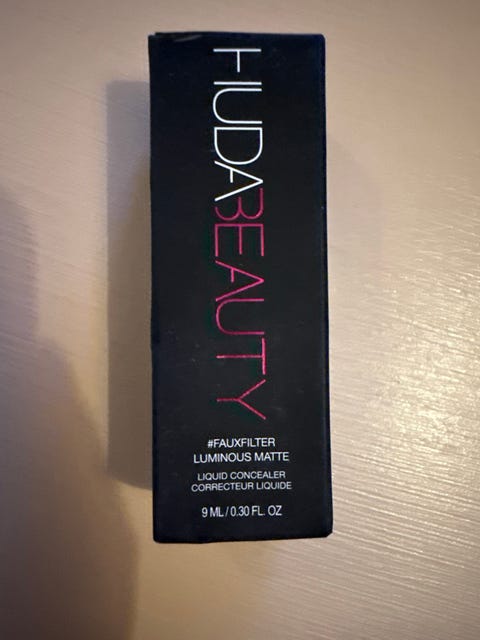 HUDABEAUTY
#FAUXFILTER
LUMINOUS MATTE
LIQUID CONCEALER
CORRECTEUR LIQUIDE
9 ML / 0.30 FL. OZ